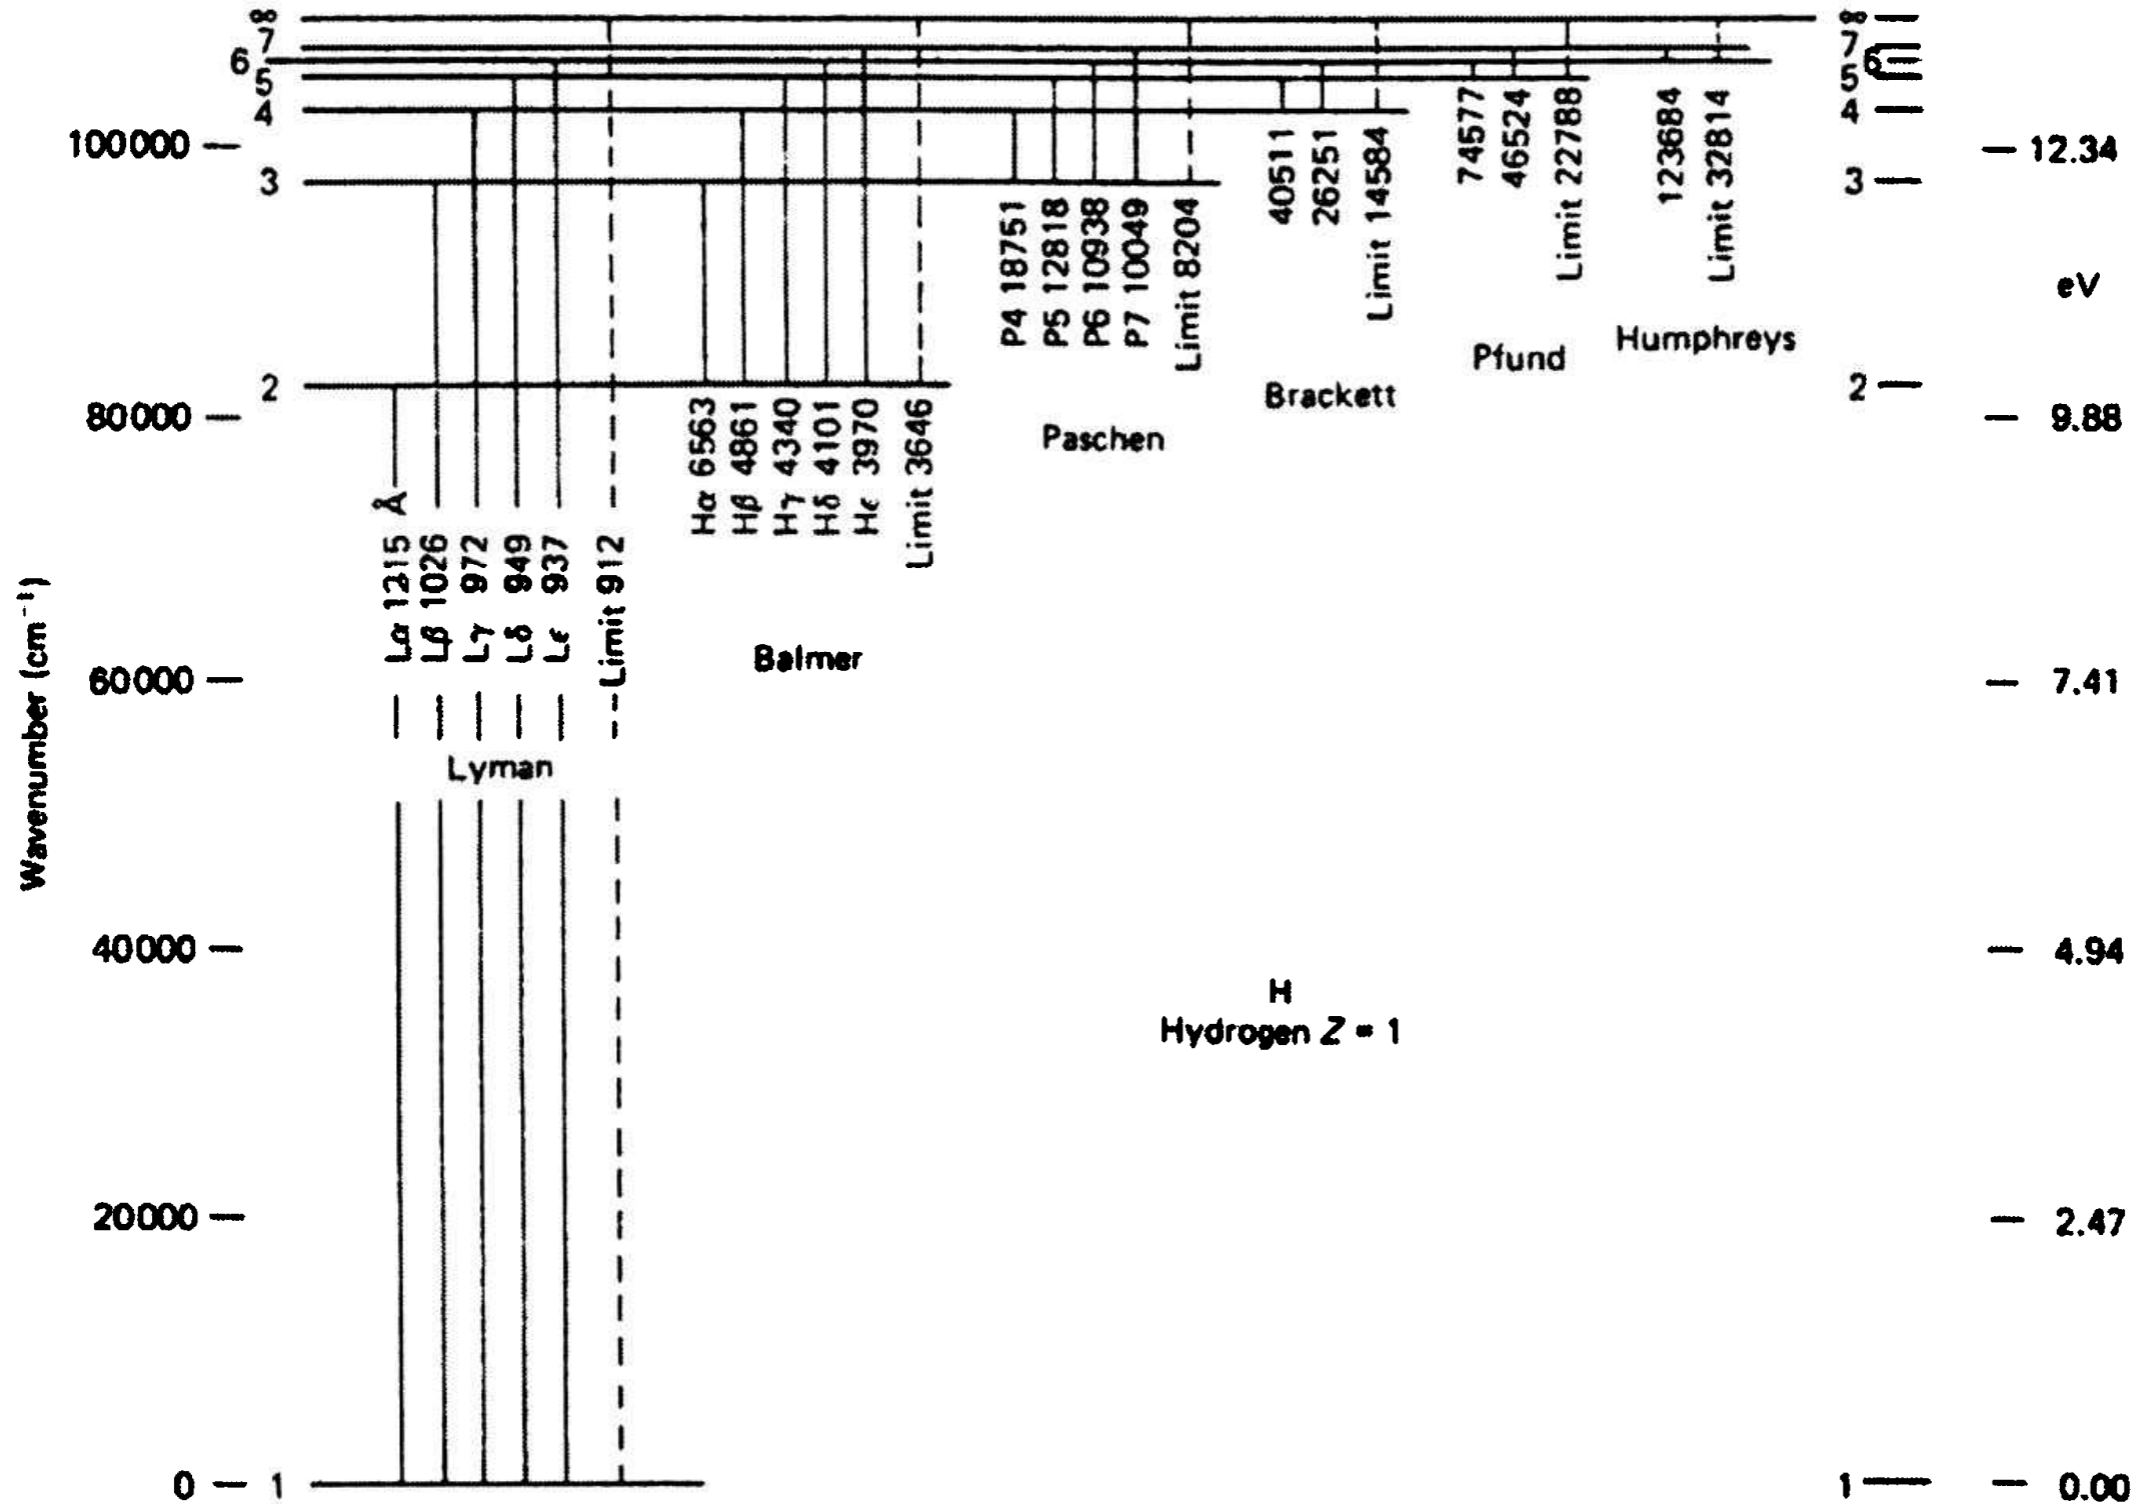 ∞
7
6
5
4
3
2
1
100000
80000
60000
40000
20000
0
Wavenumber (cm⁻¹)
Lα 1215 Å
Lβ 1026
Lγ 972
Lδ 949
Lε 937
Limit 912
Lyman
Hα 6563
Hβ 4861
Hγ 4340
Hδ 4101
Hε 3970
Limit 3646
Balmer
P4 18751
P5 12818
P6 10938
P7 10049
Limit 8204
Paschen
40511
26251
Limit 14584
Brackett
74577
46524
Limit 22788
Pfund
123684
Limit 32814
Humphreys
H
Hydrogen Z = 1
∞
7
6
5
4
3
2
1
12.34
eV
9.88
7.41
4.94
2.47
0.00